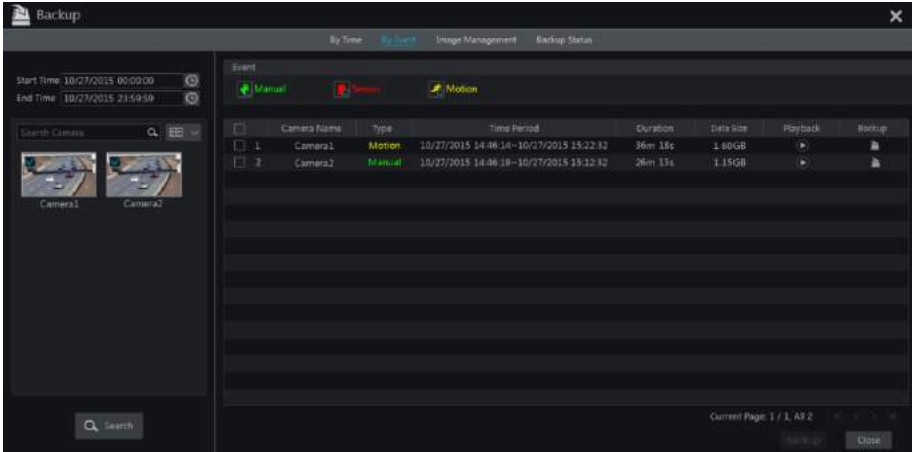 Backup
By Time By Event Image Management Backup Status
Start Time 10/27/2015 00:00:00
End Time 10/27/2015 23:59:59
Event
Manual Sensor Motion
Search Camera
Camera1 Camera2
Camera Name Type Time Period Duration Data Size Playback Backup
1 Camera1 Motion 10/27/2015 14:46:14--10/27/2015 15:22:32 36m 18s 1.60GB
2 Camera2 Manual 10/27/2015 14:46:19--10/27/2015 15:12:32 26m 13s 1.15GB
Current Page: 1 / 1, All 2
Search
Backup Close